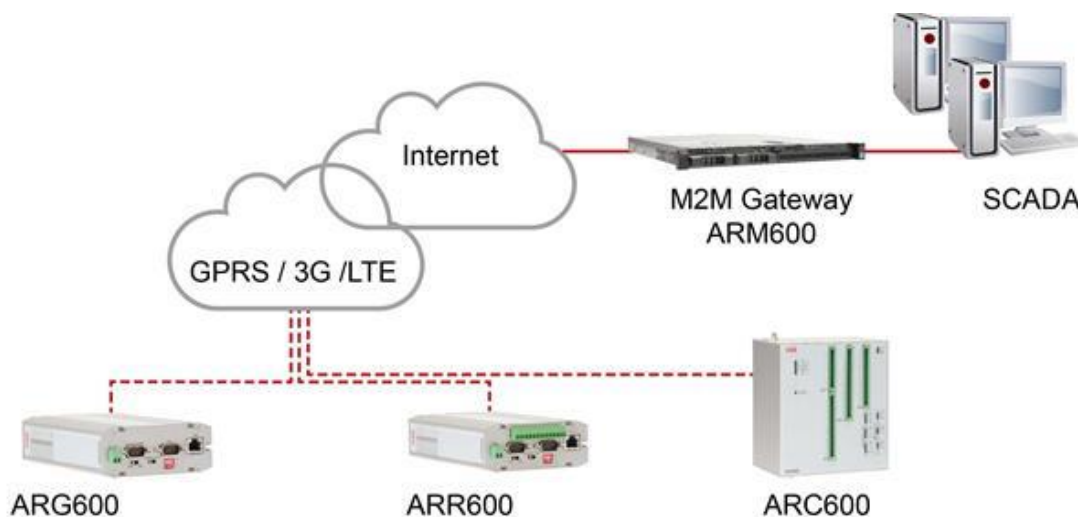 Internet
M2M Gateway
ARM600
SCADA
GPRS / 3G /LTE
ARG600
ARR600
ARC600